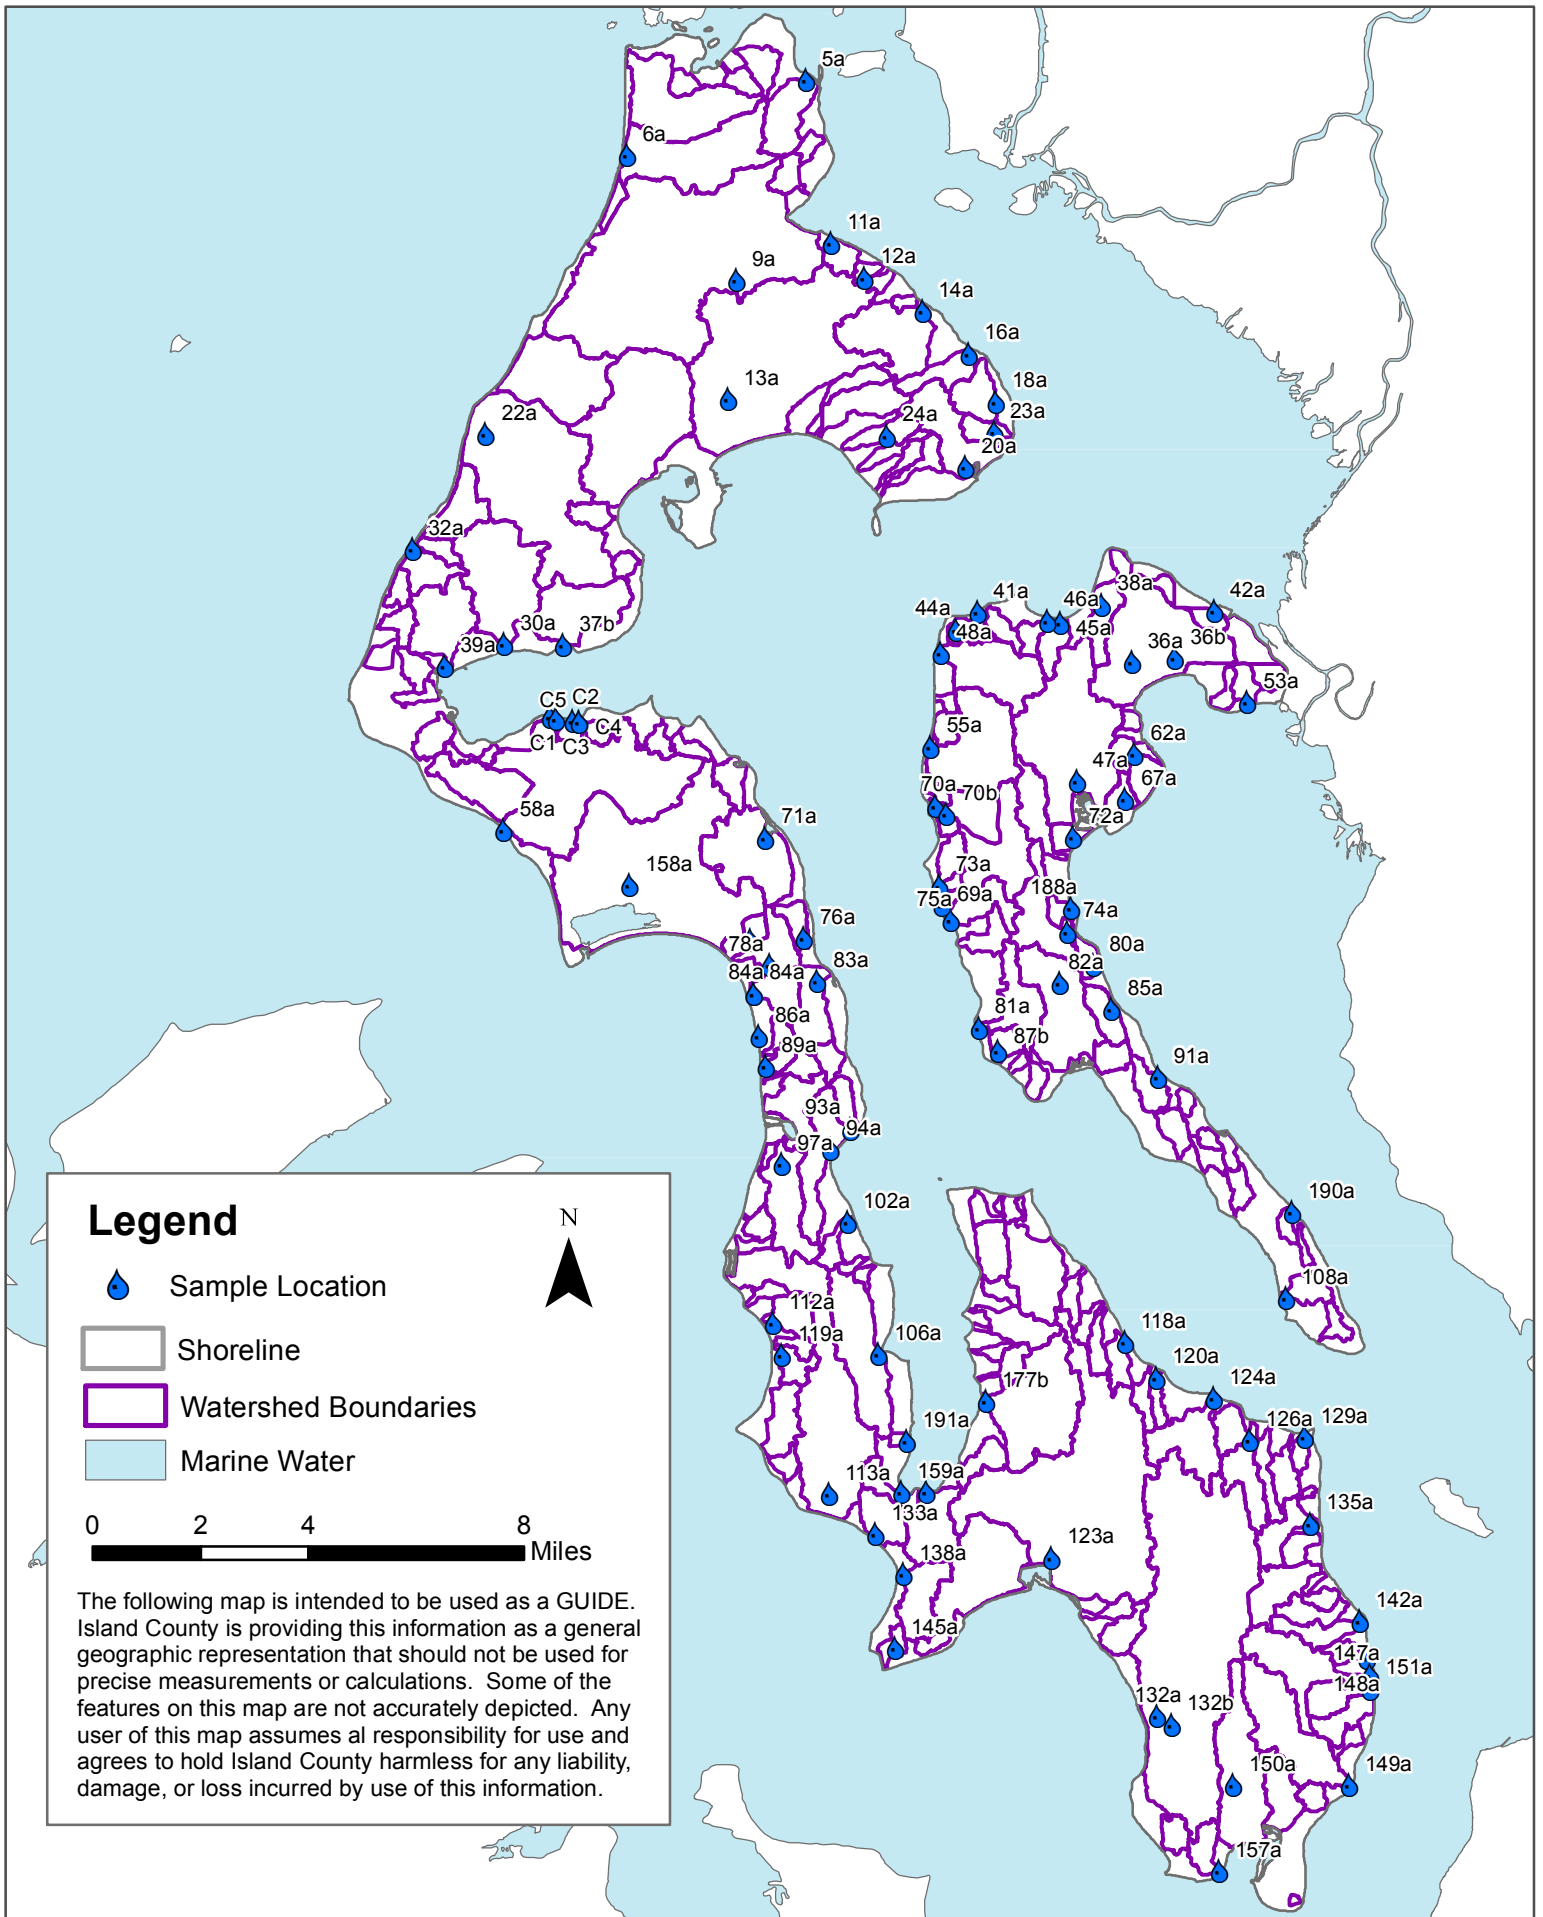 5a
6a
11a
9a
12a
14a
16a
13a
18a
23a
24a
22a
20a
32a
38a
41a
46a
42a
44a
48a
45a
30a
37b
36a
36b
39a
53a
C5
C2
C1
C3
C4
55a
62a
47a
67a
70a
70b
58a
71a
72a
73a
158a
188a
75a
69a
74a
76a
78a
80a
83a
84a
84a
82a
85a
81a
86a
87b
89a
91a
93a
94a
97a
190a
102a
108a
112a
118a
119a
106a
120a
177b
124a
191a
126a
129a
113a
159a
133a
135a
123a
138a
142a
145a
147a
151a
148a
132a
132b
150a
149a
157a
Legend
N
Sample Location
Shoreline
Watershed Boundaries
Marine Water
0 2 4 8
Miles
The following map is intended to be used as a GUIDE.
Island County is providing this information as a general
geographic representation that should not be used for
precise measurements or calculations.  Some of the
features on this map are not accurately depicted.  Any
user of this map assumes al responsibility for use and
agrees to hold Island County harmless for any liability,
damage, or loss incurred by use of this information.